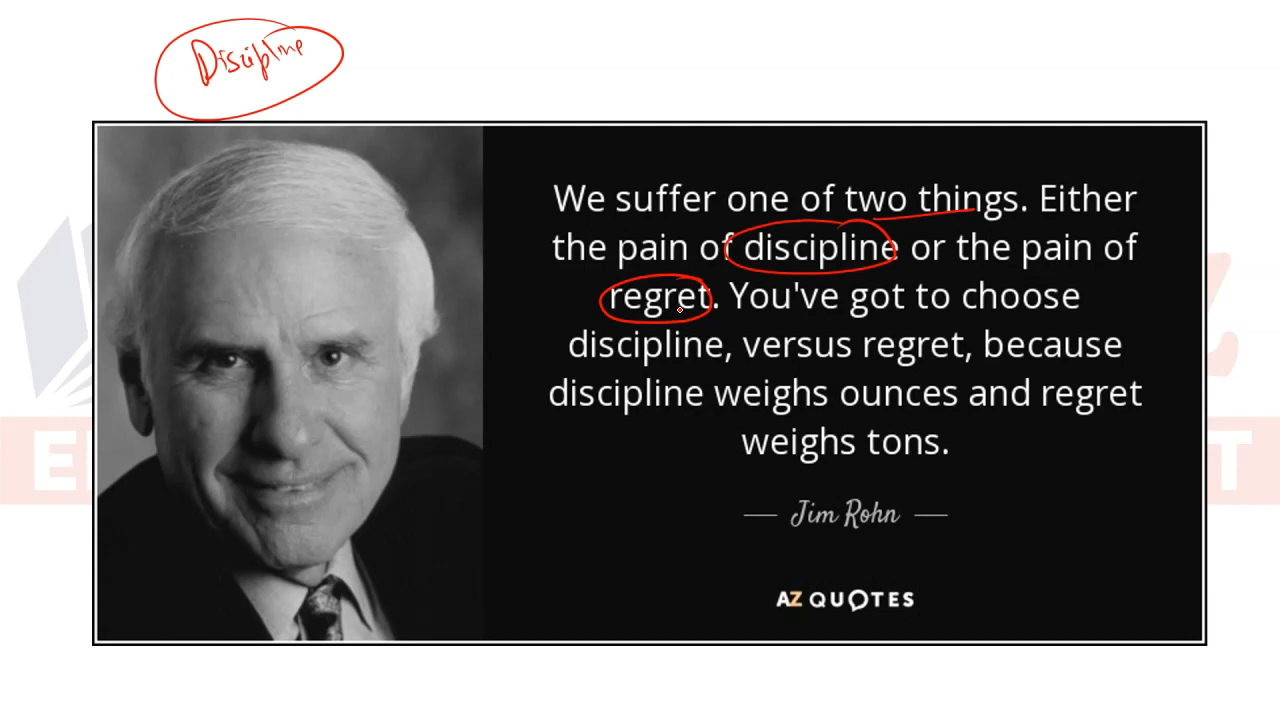 Discipline
We suffer one of two things. Either
the pain of discipline or the pain of
regret. You've got to choose
discipline, versus regret, because
discipline weighs ounces and regret
weighs tons.
Jim Rohn
AZ QUOTES